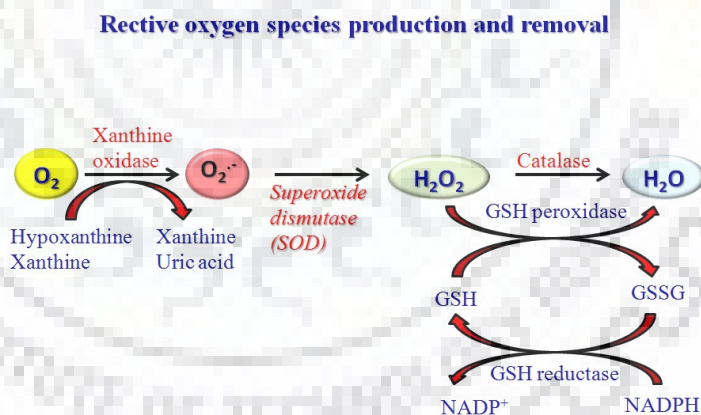 Rective oxygen species production and removal
Xanthine
oxidase
O₂
O₂·⁻
Superoxide
dismutase
(SOD)
H₂O₂
Catalase
H₂O
Hypoxanthine
Xanthine
Xanthine
Uric acid
GSH peroxidase
GSH
GSSG
GSH reductase
NADP⁺
NADPH